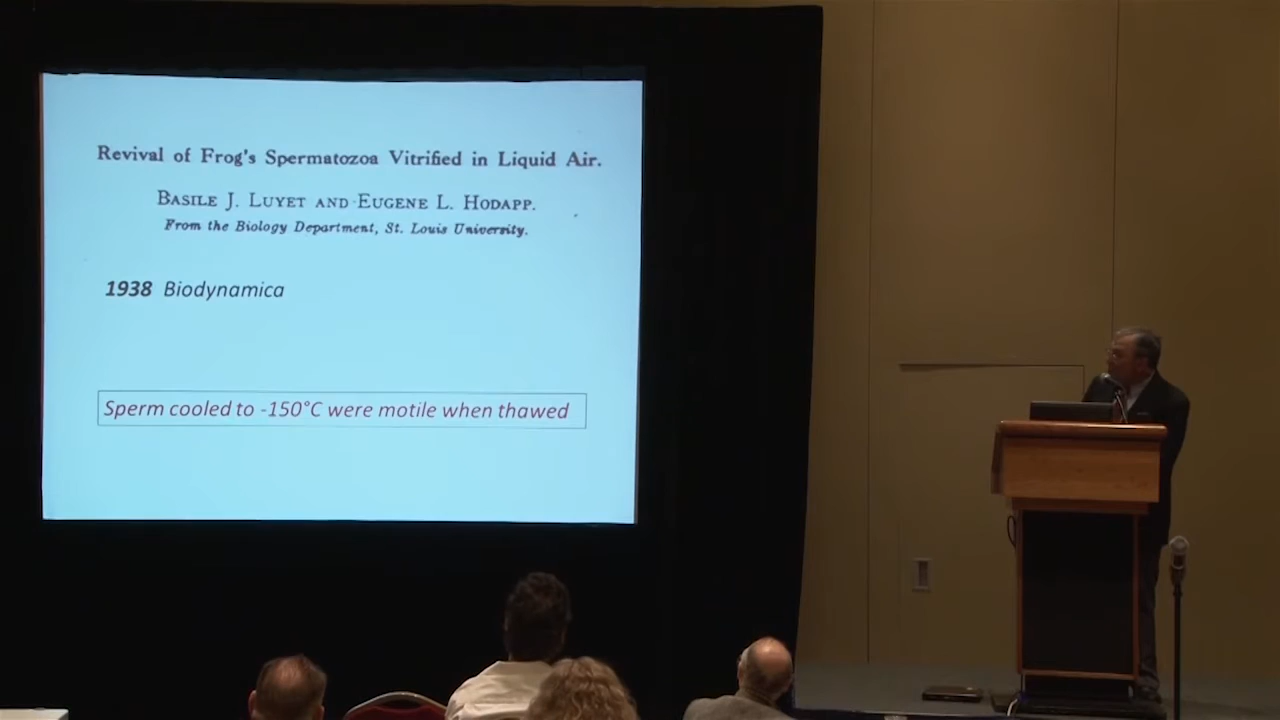 Revival of Frog's Spermatozoa Vitrified in Liquid Air.
BASILE J. LUYET AND EUGENE L. HODAPP.
From the Biology Department, St. Louis University.
1938 Biodynamica
Sperm cooled to -150°C were motile when thawed